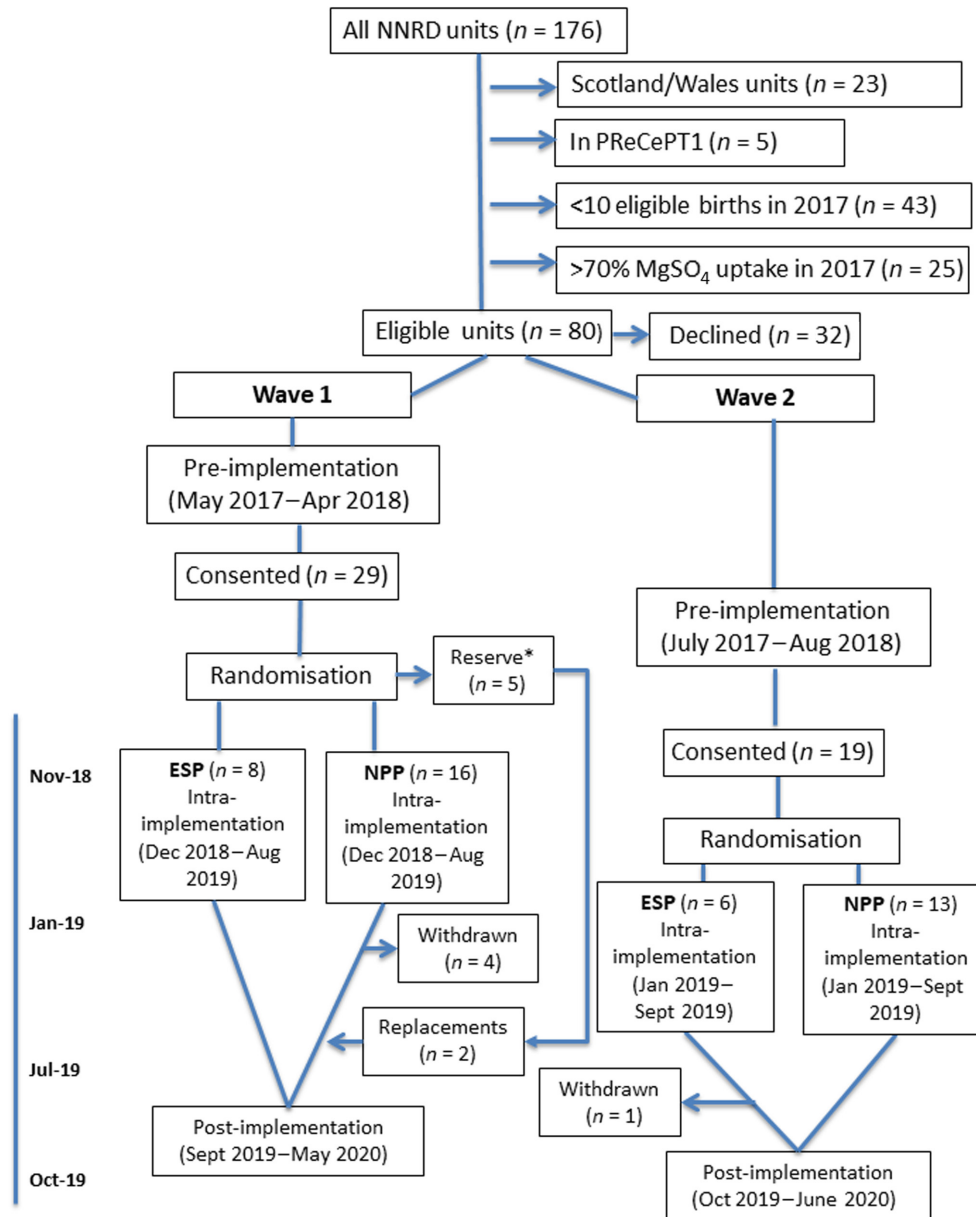 All NNRD units (n = 176)
Scotland/Wales units (n = 23)
In PReCePT1 (n = 5)
<10 eligible births in 2017 (n = 43)
>70% MgSO₄ uptake in 2017 (n = 25)
Eligible units (n = 80)
Declined (n = 32)
Wave 1
Pre-implementation
(May 2017–Apr 2018)
Consented (n = 29)
Randomisation
Reserve*
(n = 5)
ESP (n = 8)
Intra-
implementation
(Dec 2018–Aug
2019)
NPP (n = 16)
Intra-
implementation
(Dec 2018–Aug
2019)
Withdrawn
(n = 4)
Replacements
(n = 2)
Post-implementation
(Sept 2019–May 2020)
Wave 2
Pre-implementation
(July 2017–Aug 2018)
Consented (n = 19)
Randomisation
ESP (n = 6)
Intra-
implementation
(Jan 2019–
Sept 2019)
NPP (n = 13)
Intra-
implementation
(Jan 2019–Sept
2019)
Withdrawn
(n = 1)
Post-implementation
(Oct 2019–June 2020)
Nov-18
Jan-19
Jul-19
Oct-19